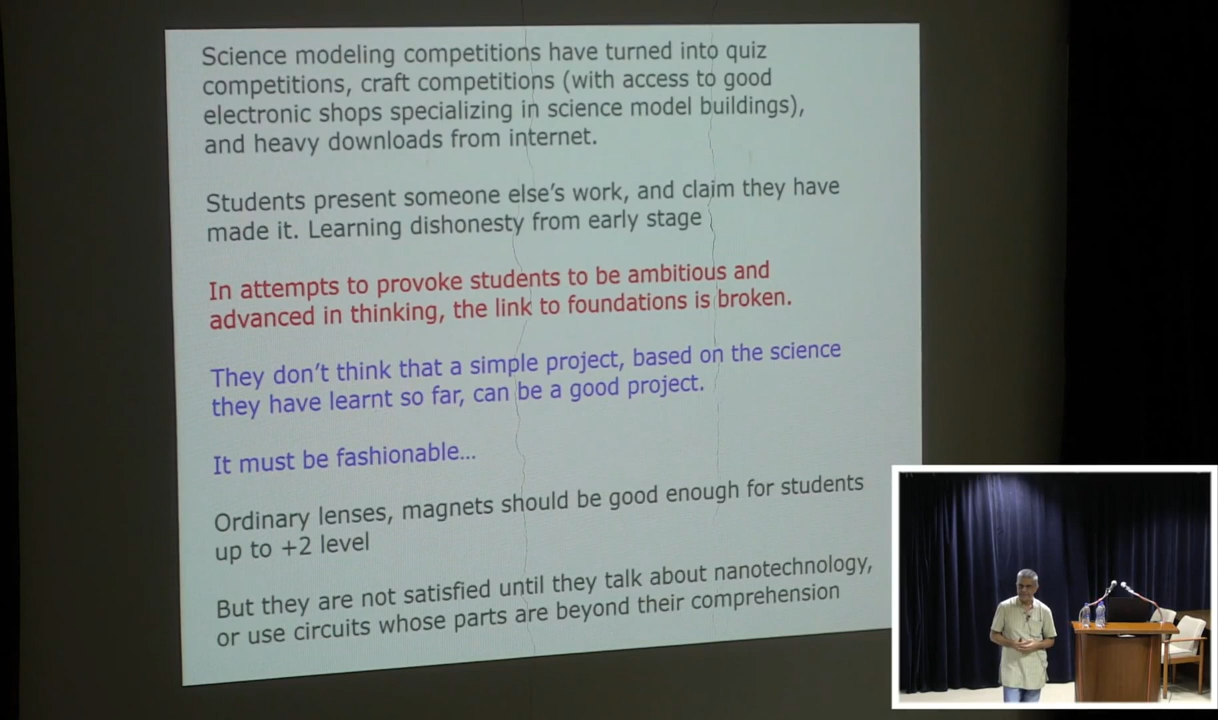 Science modeling competitions have turned into quiz
competitions, craft competitions (with access to good
electronic shops specializing in science model buildings),
and heavy downloads from internet.
Students present someone else's work, and claim they have
made it. Learning dishonesty from early stage
In attempts to provoke students to be ambitious and
advanced in thinking, the link to foundations is broken.
They don't think that a simple project, based on the science
they have learnt so far, can be a good project.
It must be fashionable...
Ordinary lenses, magnets should be good enough for students
up to +2 level
But they are not satisfied until they talk about nanotechnology,
or use circuits whose parts are beyond their comprehension